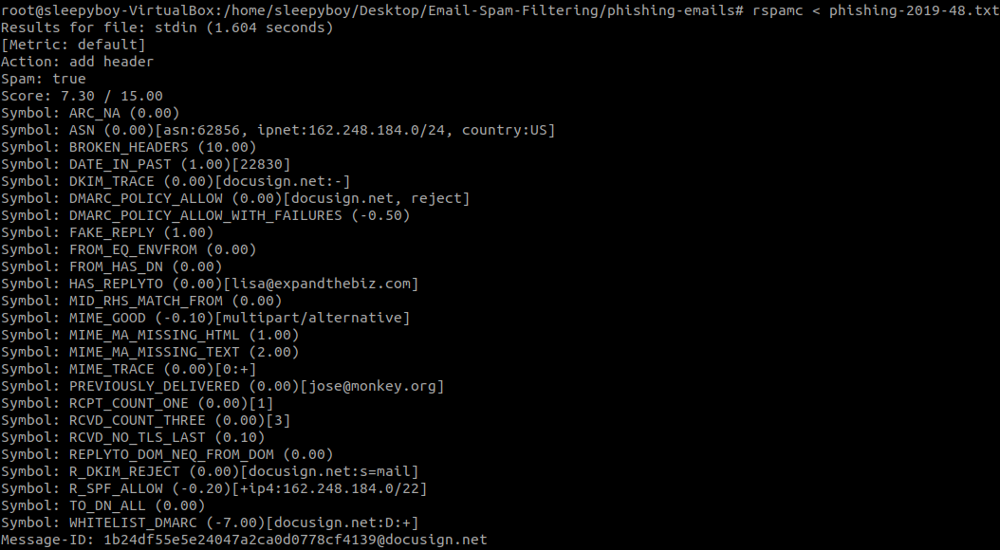 root@sleepyboy-VirtualBox:/home/sleepyboy/Desktop/Email-Spam-Filtering/phishing-emails# rspamc < phishing-2019-48.txt
Results for file: stdin (1.604 seconds)
[Metric: default]
Action: add header
Spam: true
Score: 7.30 / 15.00
Symbol: ARC_NA (0.00)
Symbol: ASN (0.00)[asn:62856, ipnet:162.248.184.0/24, country:US]
Symbol: BROKEN_HEADERS (10.00)
Symbol: DATE_IN_PAST (1.00)[22830]
Symbol: DKIM_TRACE (0.00)[docusign.net:-]
Symbol: DMARC_POLICY_ALLOW (0.00)[docusign.net, reject]
Symbol: DMARC_POLICY_ALLOW_WITH_FAILURES (-0.50)
Symbol: FAKE_REPLY (1.00)
Symbol: FROM_EQ_ENVFROM (0.00)
Symbol: FROM_HAS_DN (0.00)
Symbol: HAS_REPLYTO (0.00)[lisa@expandthebiz.com]
Symbol: MID_RHS_MATCH_FROM (0.00)
Symbol: MIME_GOOD (-0.10)[multipart/alternative]
Symbol: MIME_MA_MISSING_HTML (1.00)
Symbol: MIME_MA_MISSING_TEXT (2.00)
Symbol: MIME_TRACE (0.00)[0:+]
Symbol: PREVIOUSLY_DELIVERED (0.00)[jose@monkey.org]
Symbol: RCPT_COUNT_ONE (0.00)[1]
Symbol: RCVD_COUNT_THREE (0.00)[3]
Symbol: RCVD_NO_TLS_LAST (0.10)
Symbol: REPLYTO_DOM_NEQ_FROM_DOM (0.00)
Symbol: R_DKIM_REJECT (0.00)[docusign.net:s=mail]
Symbol: R_SPF_ALLOW (-0.20)[+ip4:162.248.184.0/22]
Symbol: TO_DN_ALL (0.00)
Symbol: WHITELIST_DMARC (-7.00)[docusign.net:D:+]
Message-ID: 1b24df55e5e24047a2ca0d0778cf4139@docusign.net